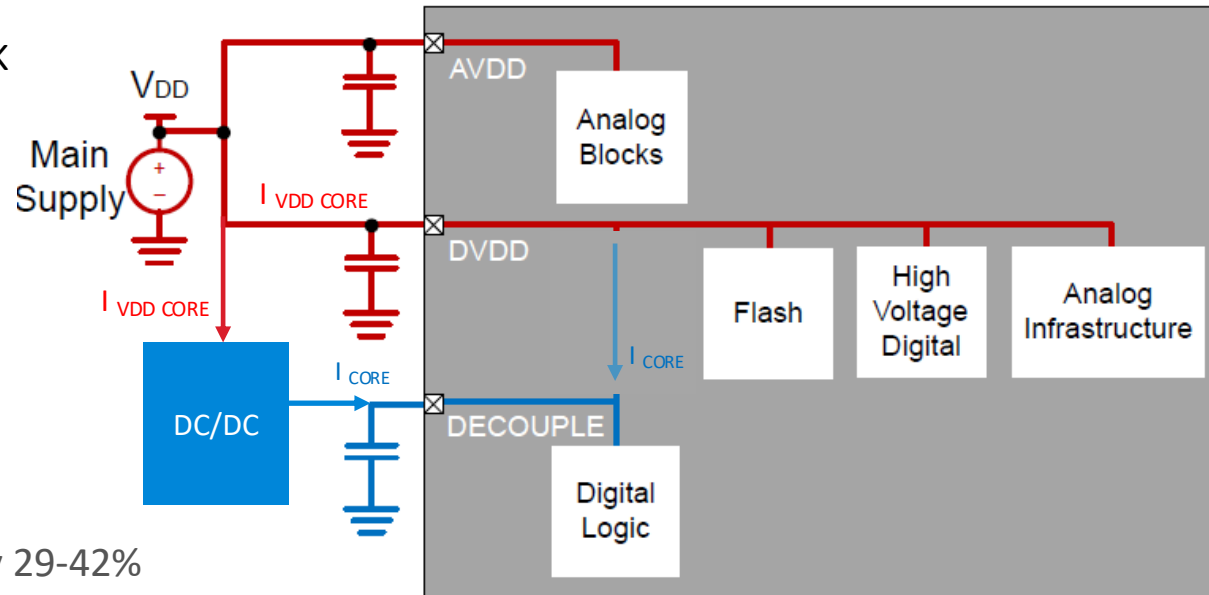 K
VDD
Main
Supply
+
–
I VDD CORE
I VDD CORE
DC/DC
I CORE
AVDD
Analog
Blocks
DVDD
I CORE
Flash
High
Voltage
Digital
Analog
Infrastructure
DECOUPLE
Digital
Logic
29-42%